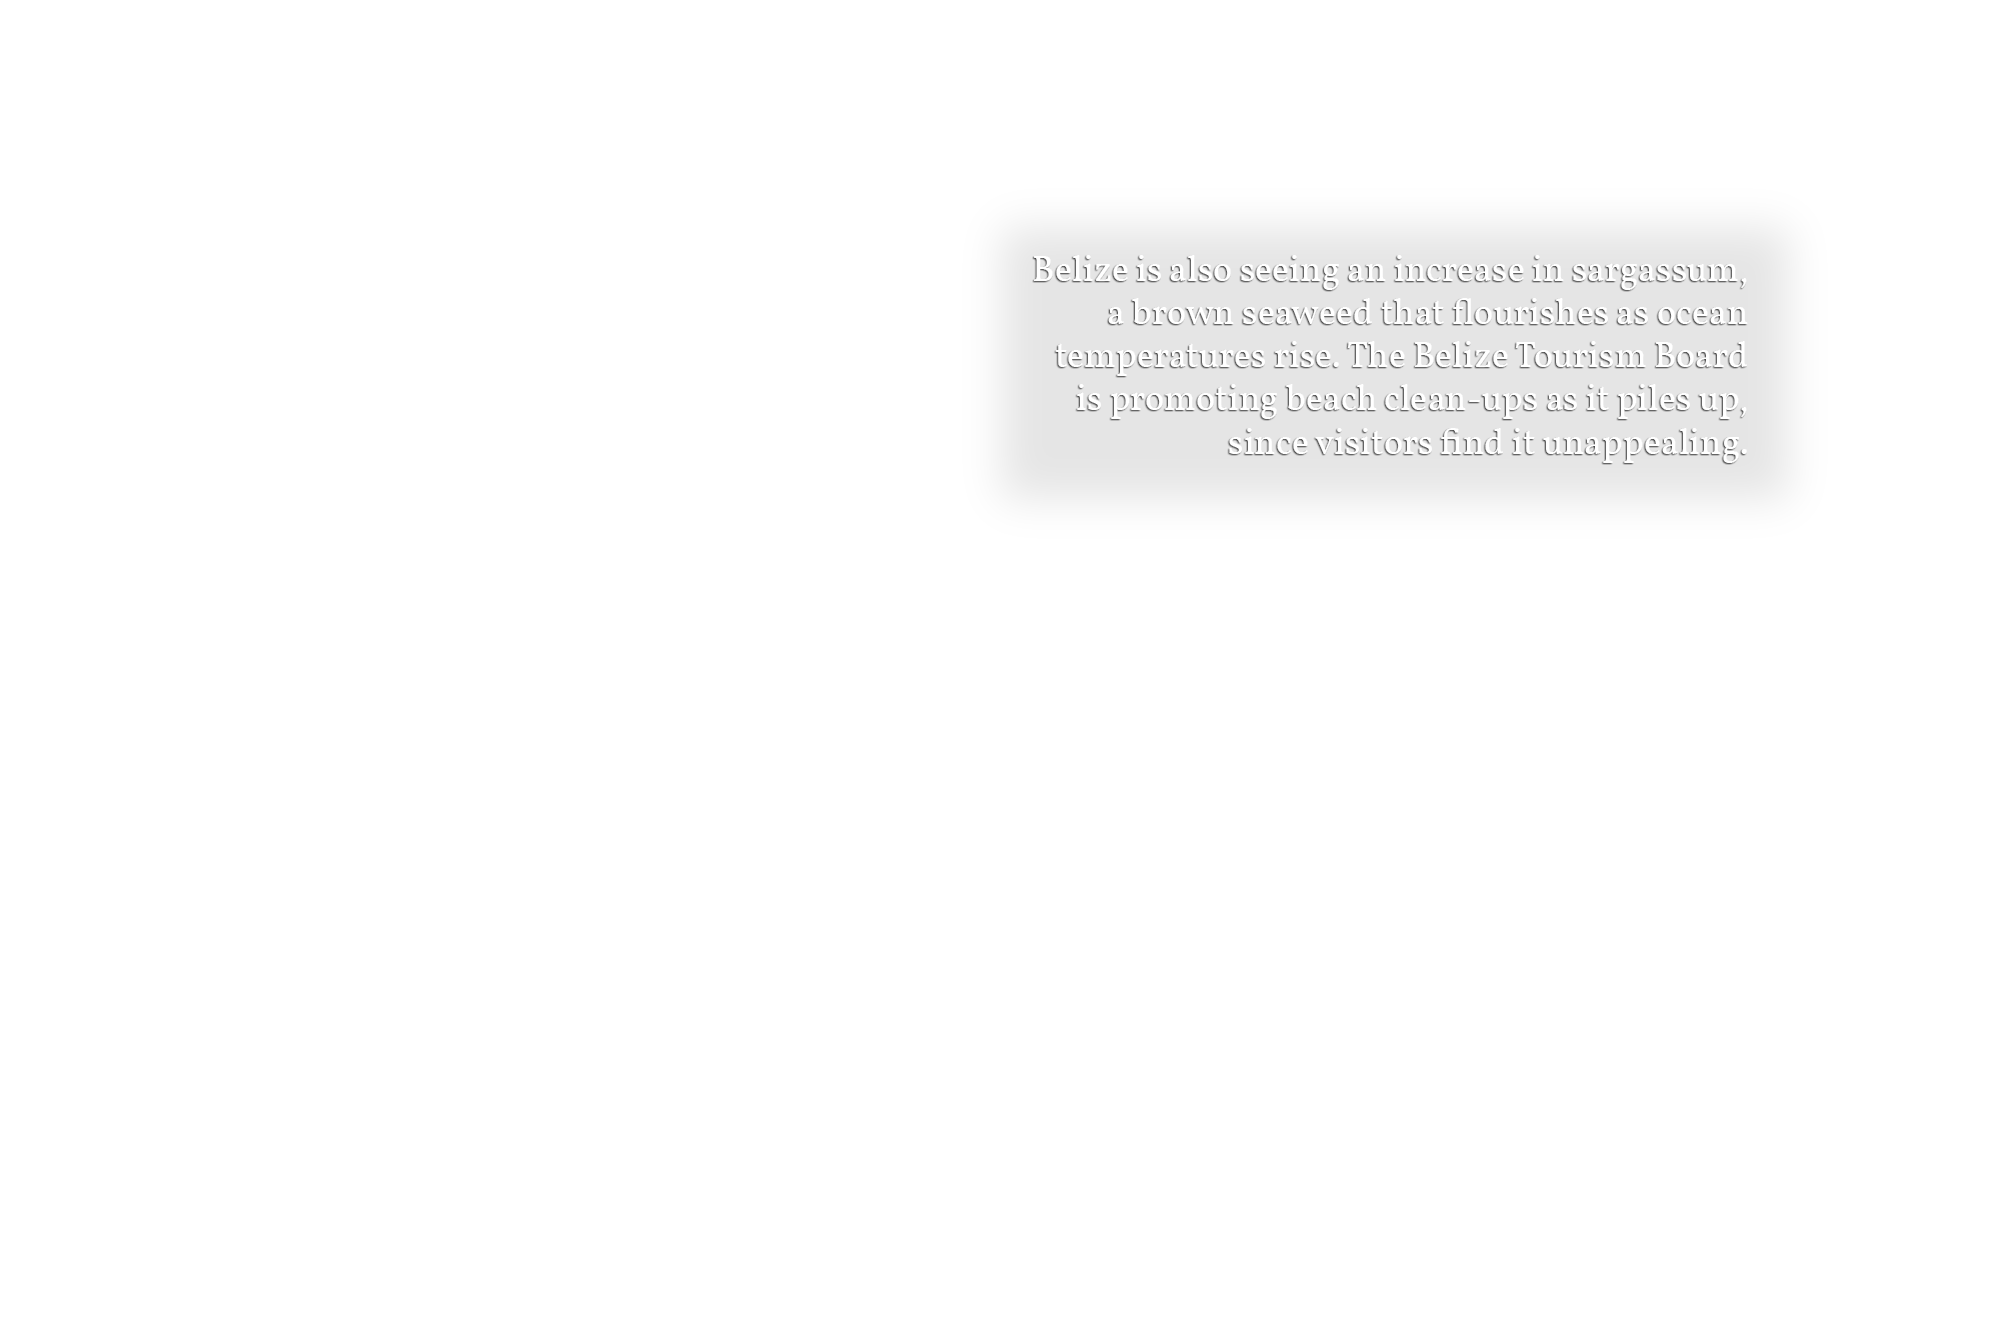 Belize is also seeing an increase in sargassum,
a brown seaweed that flourishes as ocean
temperatures rise. The Belize Tourism Board
is promoting beach clean-ups as it piles up,
since visitors find it unappealing.